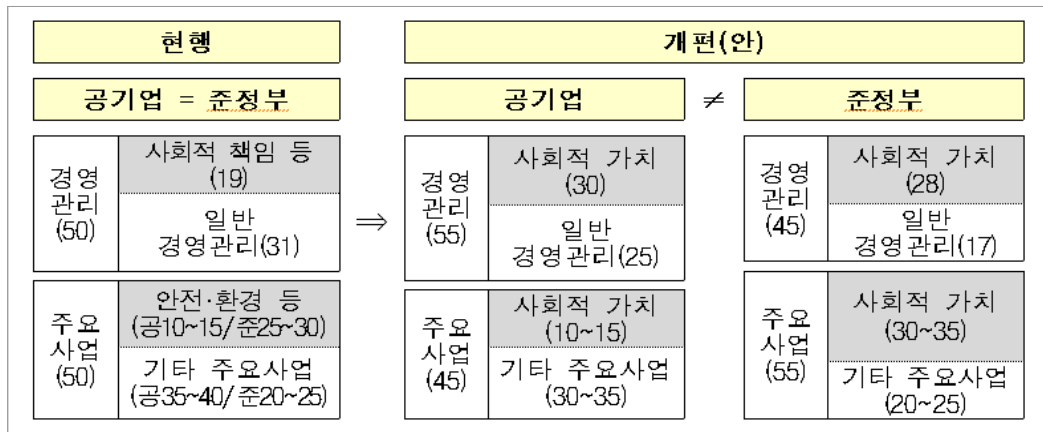 현행
개편(안)
공기업 = 준정부
공기업
≠
준정부
경영
관리
(50)
사회적 책임 등
(19)
일반
경영관리(31)
주요
사업
(50)
안전·환경 등
(공10~15/준25~30)
기타 주요사업
(공35~40/준20~25)
⇒
경영
관리
(55)
사회적 가치
(30)
일반
경영관리(25)
주요
사업
(45)
사회적 가치
(10~15)
기타 주요사업
(30~35)
경영
관리
(45)
사회적 가치
(28)
일반
경영관리(17)
주요
사업
(55)
사회적 가치
(30~35)
기타 주요사업
(20~25)